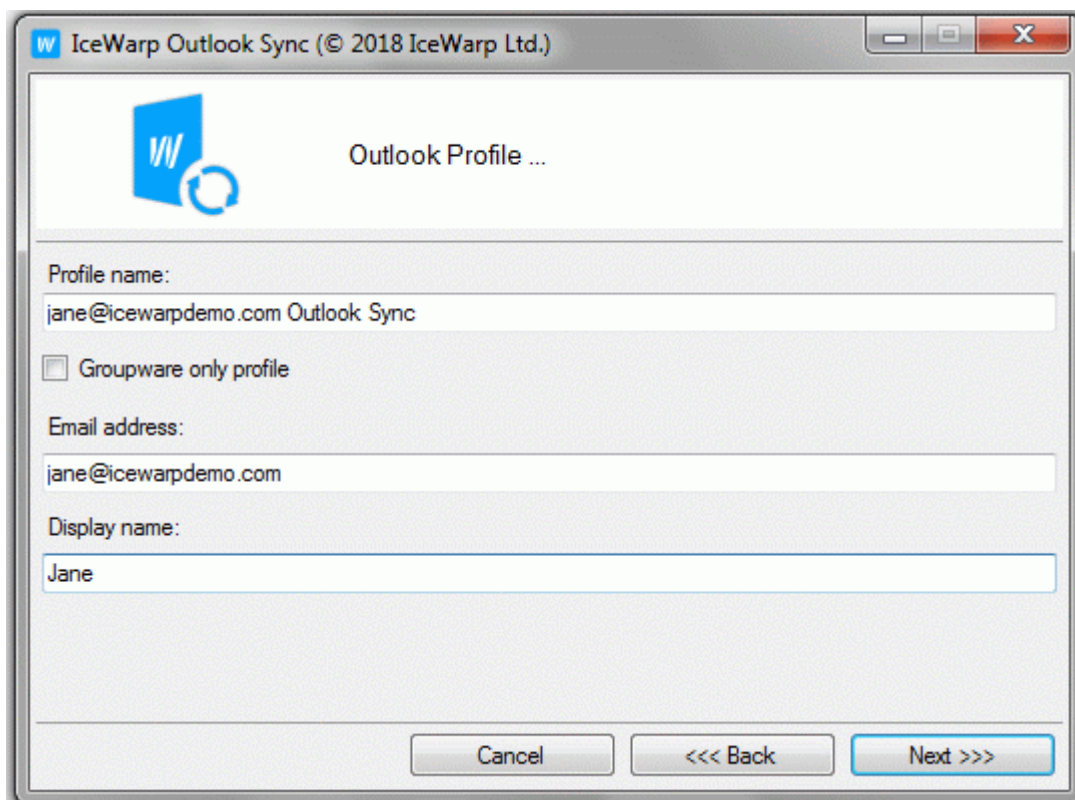 IceWarp Outlook Sync (© 2018 IceWarp Ltd.)
Outlook Profile ...
Profile name:
jane@icewarpdemo.com Outlook Sync
Groupware only profile
Email address:
jane@icewarpdemo.com
Display name:
Jane
Cancel <<< Back Next >>>